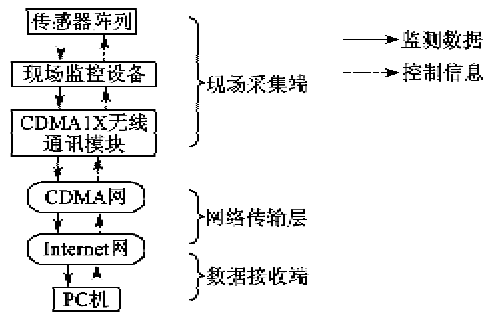 传感器阵列
现场监控设备
CDMA1X无线
通讯模块
CDMA网
Internet网
PC机
现场采集端
网络传输层
数据接收端
监测数据
控制信息